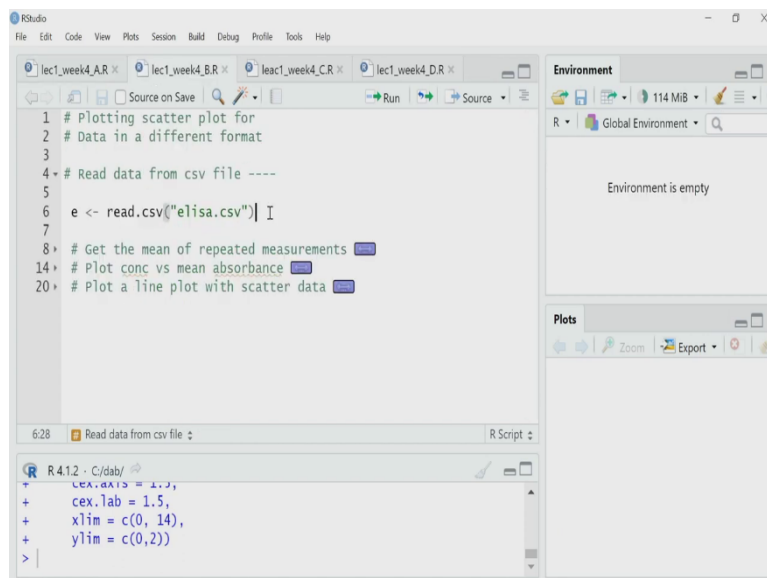 RStudio
File Edit Code View Plots Session Build Debug Profile Tools Help
lec1_week4_A.R × lec1_week4_B.R × leac1_week4_C.R × lec1_week4_D.R ×
Source on Save Run Source
1 # Plotting scatter plot for
2 # Data in a different format
3
4 # Read data from csv file ----
5
6 e <- read.csv("elisa.csv")
7
8 # Get the mean of repeated measurements
14 # Plot conc vs mean absorbance
20 # Plot a line plot with scatter data
6:28 # Read data from csv file R Script
R 4.1.2 · C:/dab/
+ cex.axis = 1.5,
+ cex.lab = 1.5,
+ xlim = c(0, 14),
+ ylim = c(0,2))
>
Environment
114 MiB
R Global Environment
Environment is empty
Plots
Zoom Export